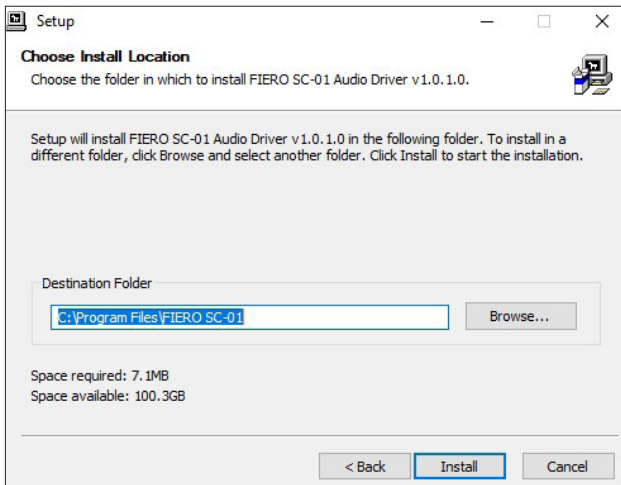 Setup
Choose Install Location
Choose the folder in which to install FIERO SC-01 Audio Driver v1.0.1.0.
Setup will install FIERO SC-01 Audio Driver v1.0.1.0 in the following folder. To install in a
different folder, click Browse and select another folder. Click Install to start the installation.
Destination Folder
C:\Program Files\FIERO SC-01
Browse...
Space required: 7.1MB
Space available: 100.3GB
< Back
Install
Cancel